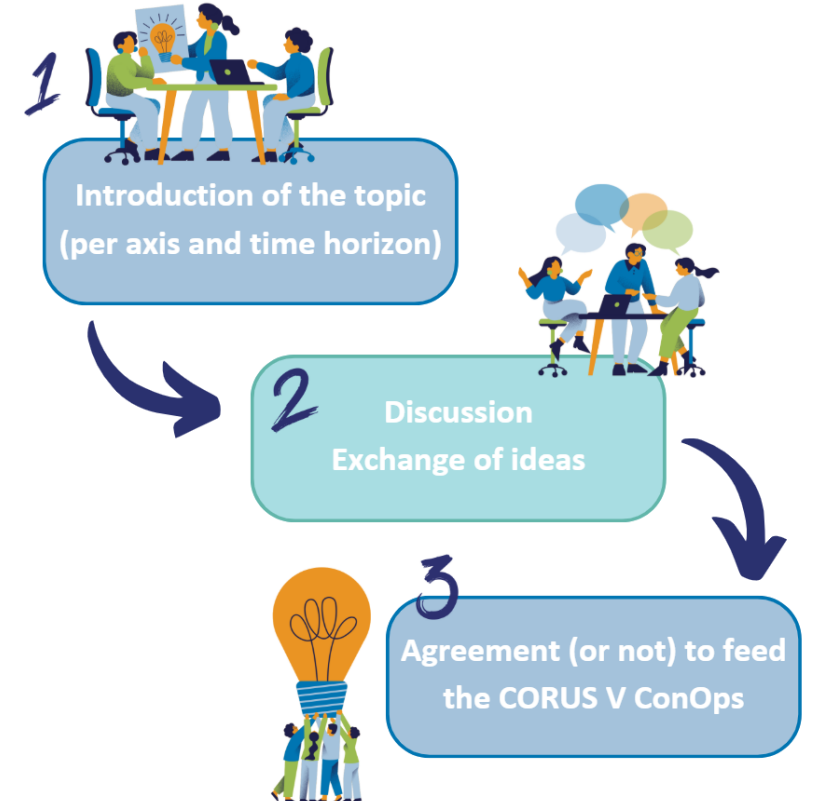 1
Introduction of the topic
(per axis and time horizon)
2
Discussion
Exchange of ideas
3
Agreement (or not) to feed
the CORUS V ConOps